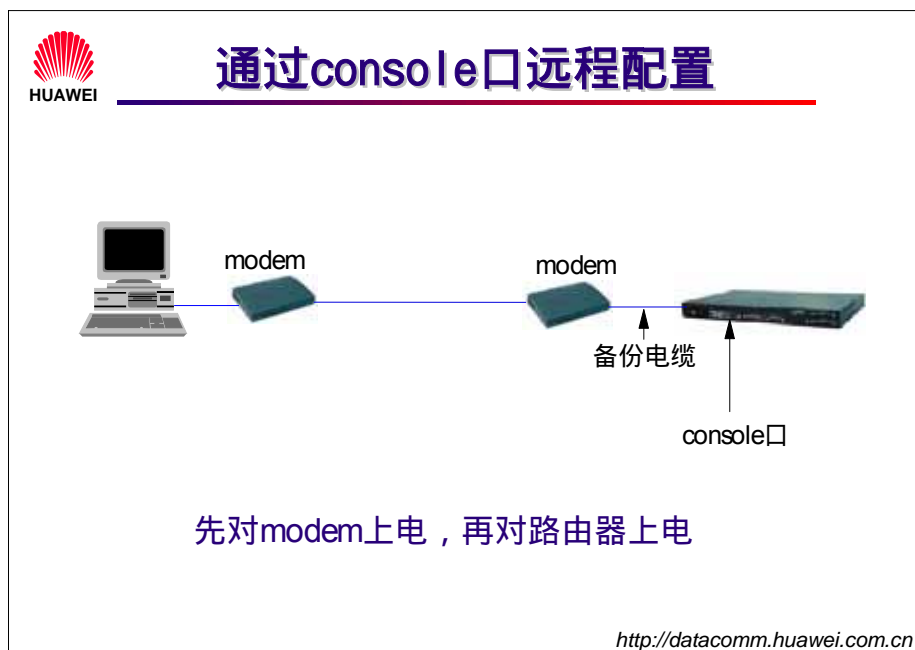 HUAWEI
通过console口远程配置
modem
modem
备份电缆
console口
先对modem上电，再对路由器上电
http://datacomm.huawei.com.cn